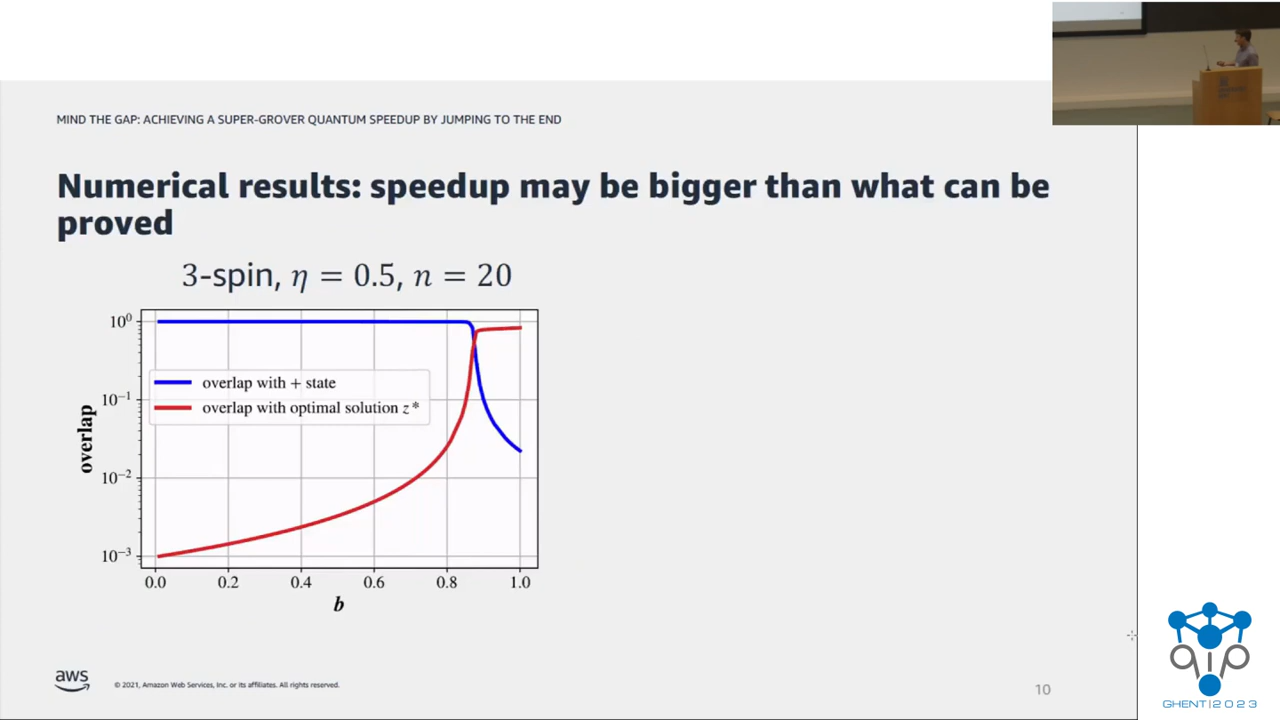 MIND THE GAP: ACHIEVING A SUPER-GROVER QUANTUM SPEEDUP BY JUMPING TO THE END
Numerical results: speedup may be bigger than what can be
proved
3-spin, η = 0.5, n = 20
overlap
10⁰
10⁻¹
10⁻²
10⁻³
overlap with + state
overlap with optimal solution z*
0.0 0.2 0.4 0.6 0.8 1.0
b
aws
© 2021, Amazon Web Services, Inc. or its affiliates. All rights reserved.
10
qip
GHENT|2023